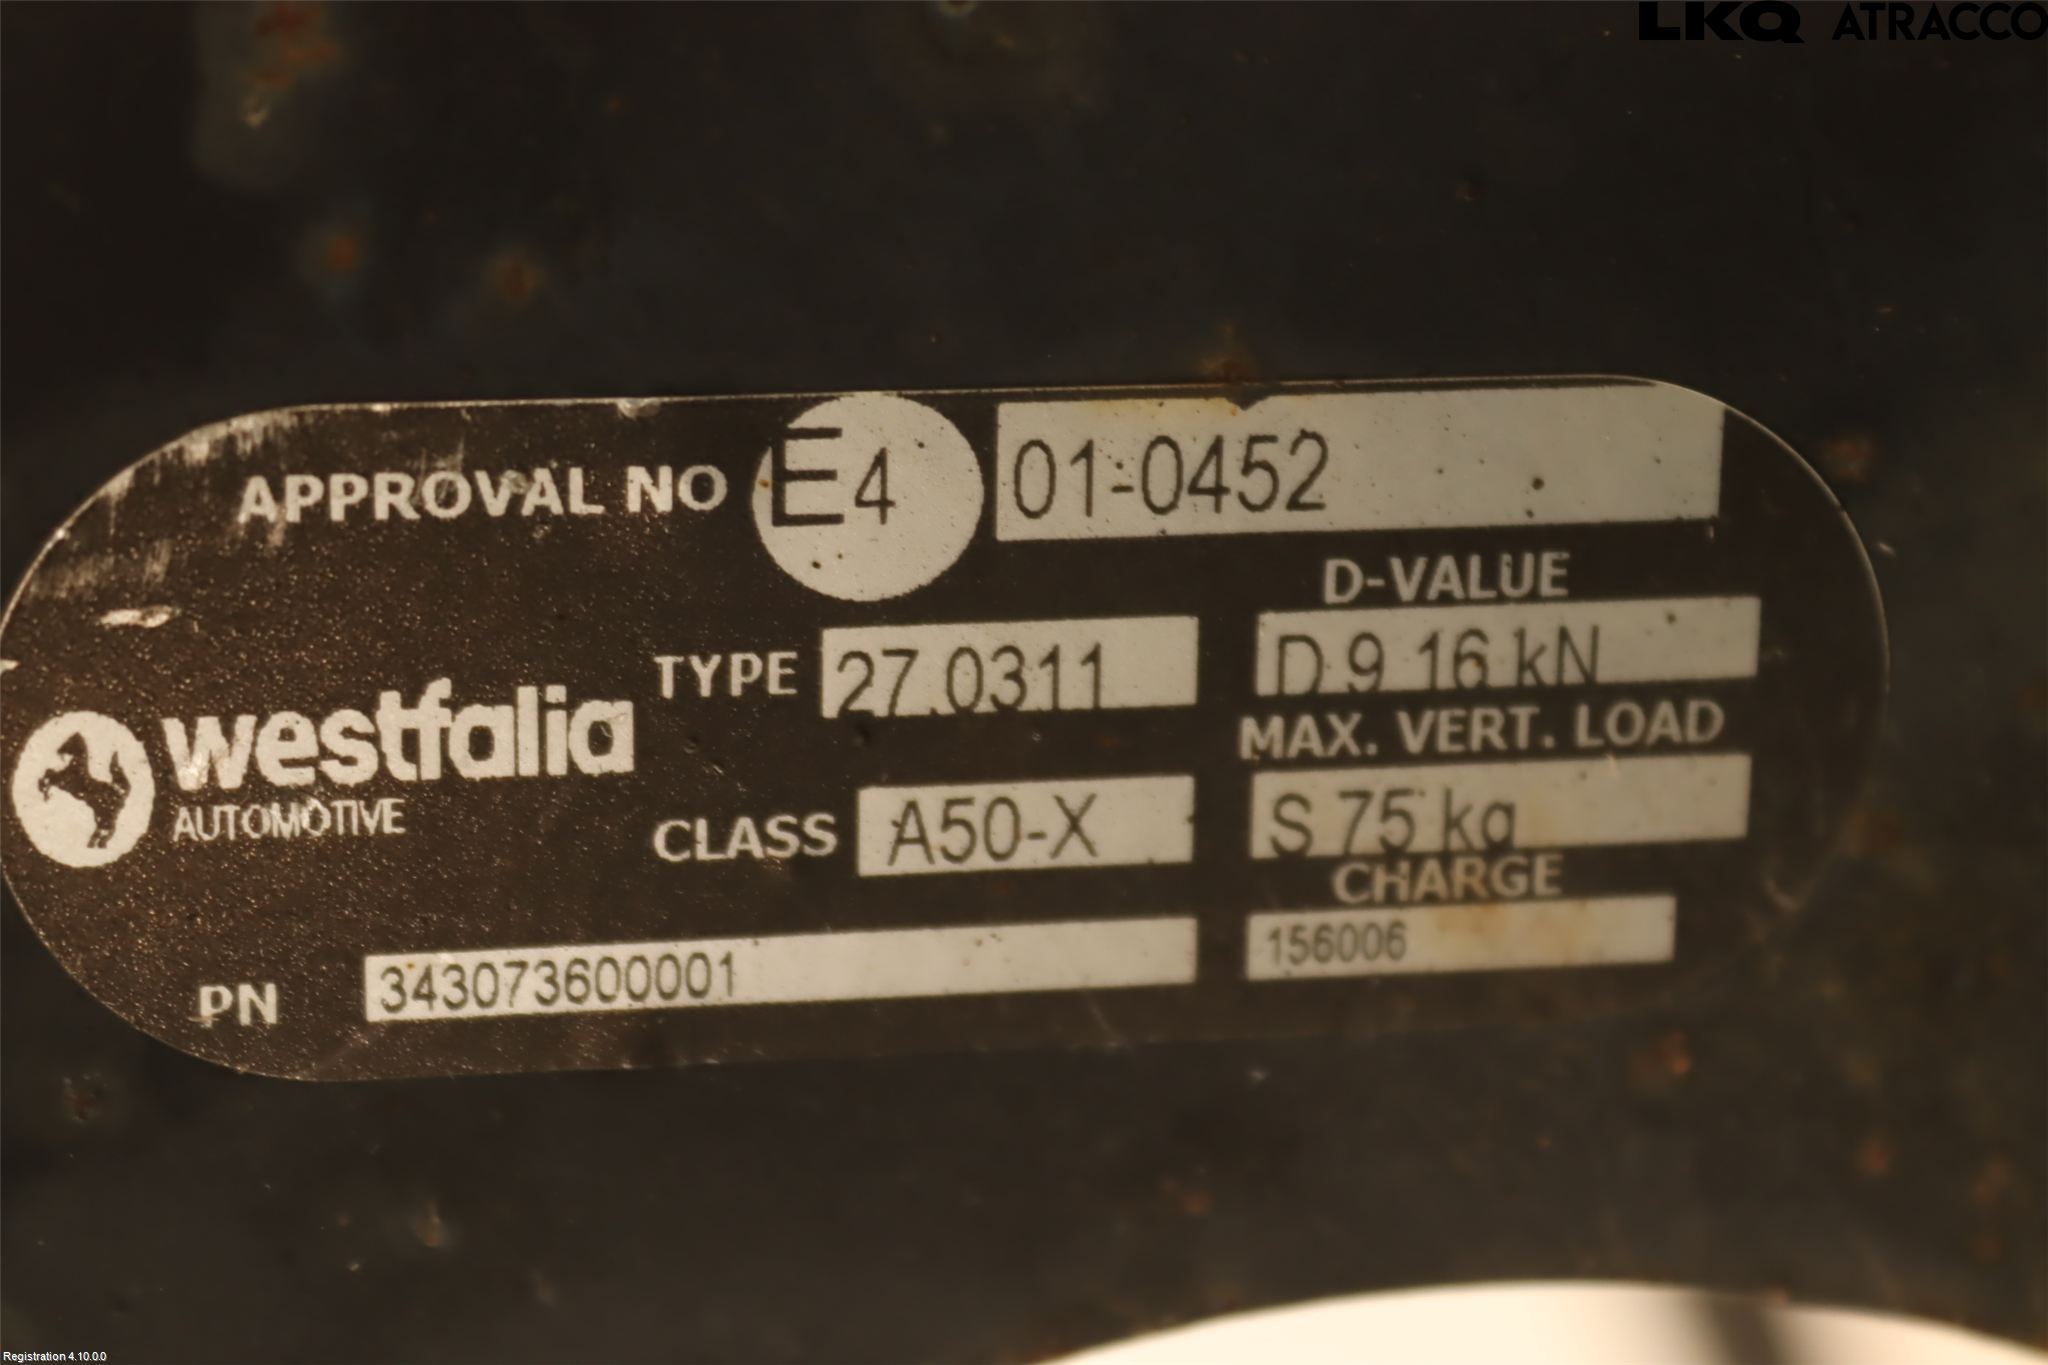 LKQ ATRACCO
APPROVAL NO E4 01-0452
D-VALUE
TYPE 27.0311 D 9 16 kN
MAX. VERT. LOAD
westfalia
AUTOMOTIVE
CLASS A50-X S 75 kg
CHARGE
PN 343073600001 156006
Registration 4.10.0.0